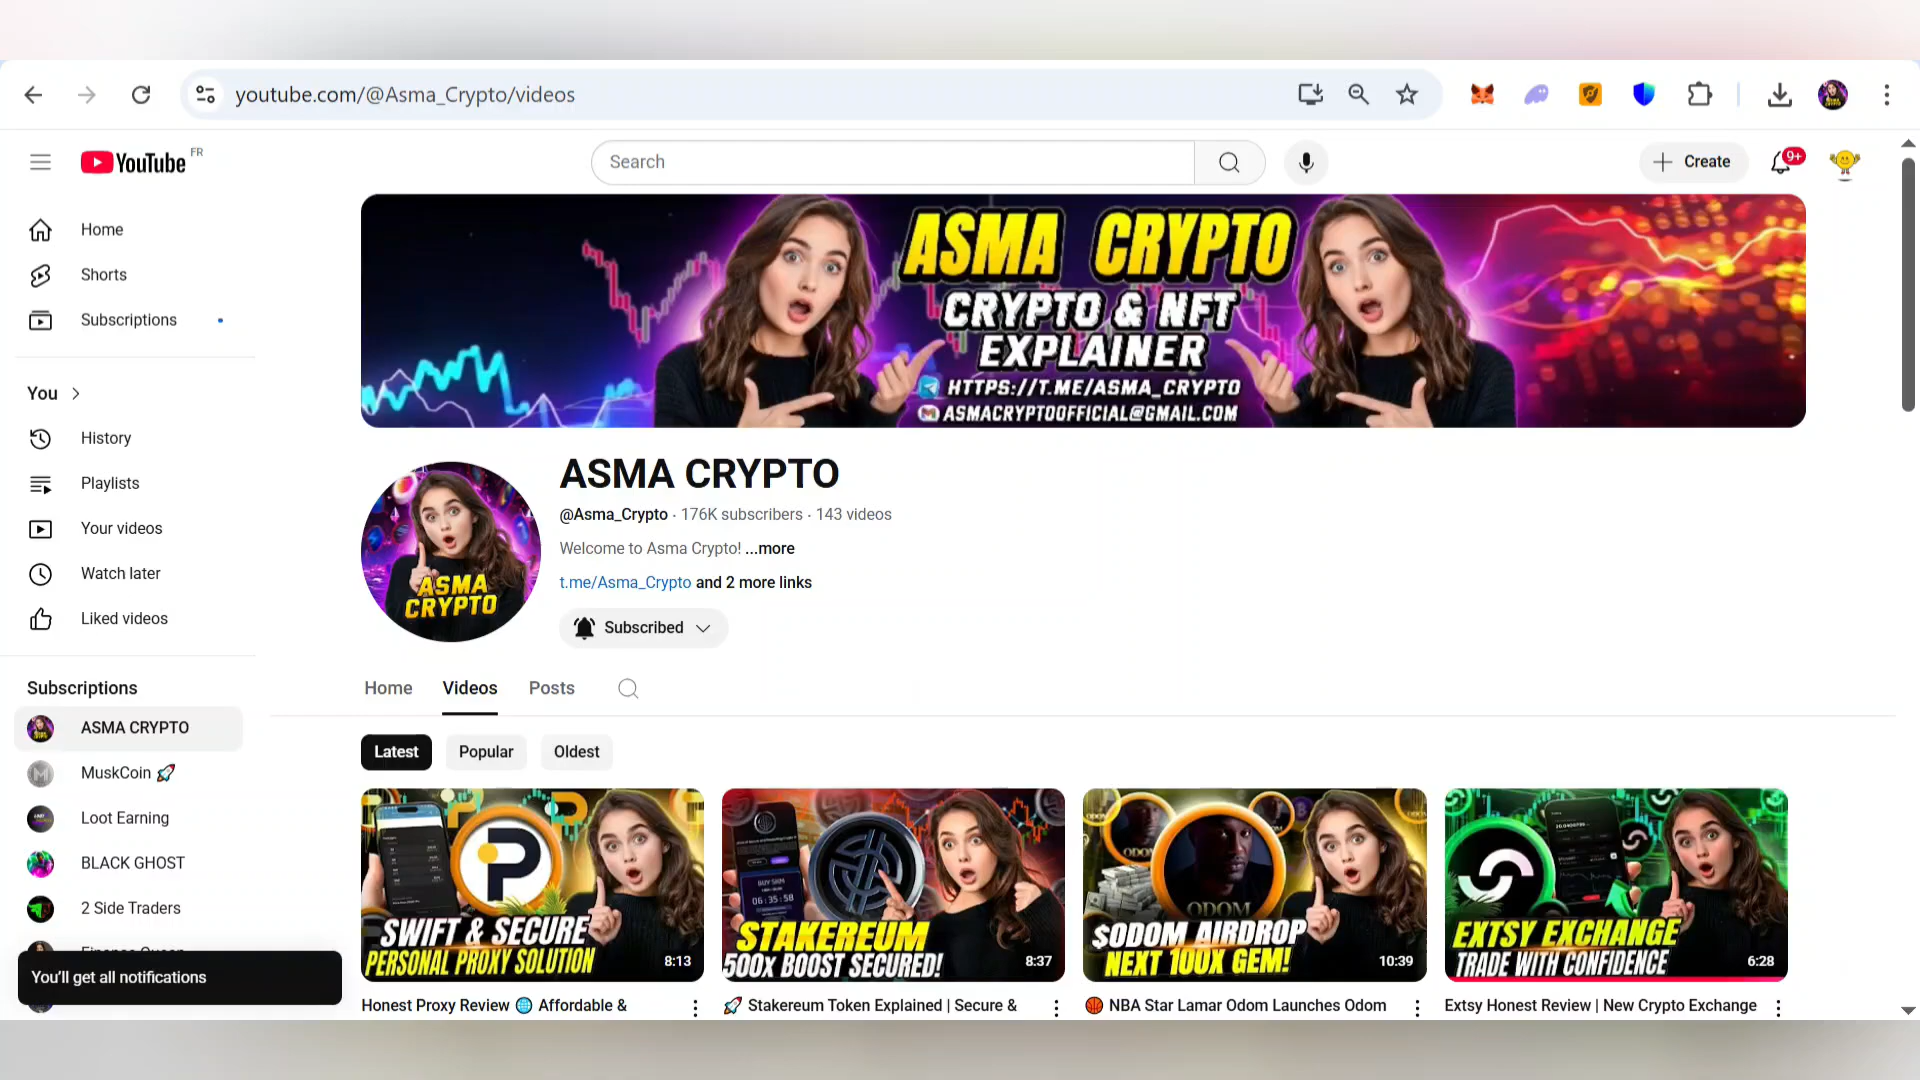 youtube.com/@Asma_Crypto/videos
YouTube FR
Search
Create
9+
Home
Shorts
Subscriptions
You
History
Playlists
Your videos
Watch later
Liked videos
Subscriptions
ASMA CRYPTO
MuskCoin 🚀
Loot Earning
BLACK GHOST
2 Side Traders
You'll get all notifications
ASMA CRYPTO
CRYPTO & NFT
EXPLAINER
HTTPS://T.ME/ASMA_CRYPTO
ASMACRYPTOOFFICIAL@GMAIL.COM
ASMA
CRYPTO
ASMA CRYPTO
@Asma_Crypto · 176K subscribers · 143 videos
Welcome to Asma Crypto! ...more
t.me/Asma_Crypto and 2 more links
Subscribed
Home Videos Posts
Latest Popular Oldest
SWIFT & SECURE
PERSONAL PROXY SOLUTION
8:13
BUY $KM
06:35:58
STAKEREUM
500X BOOST SECURED!
8:37
ODOM
$ODOM AIRDROP
NEXT 100X GEM!
10:39
EXTSY EXCHANGE
TRADE WITH CONFIDENCE
6:28
Honest Proxy Review 🌐 Affordable &
🚀 Stakereum Token Explained | Secure &
🏀 NBA Star Lamar Odom Launches Odom
Extsy Honest Review | New Crypto Exchange